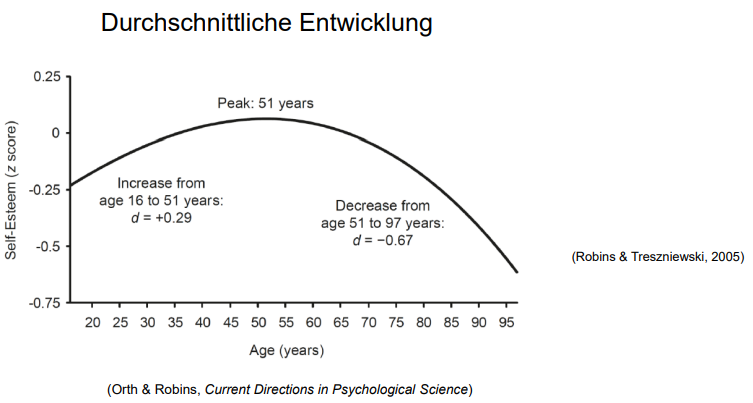 Durchschnittliche Entwicklung
0.25
0
-0.25
-0.5
-0.75
Self-Esteem (z score)
Peak: 51 years
Increase from
age 16 to 51 years:
d = +0.29
Decrease from
age 51 to 97 years:
d = −0.67
20 25 30 35 40 45 50 55 60 65 70 75 80 85 90 95
Age (years)
(Robins & Treszniewski, 2005)
(Orth & Robins, Current Directions in Psychological Science)